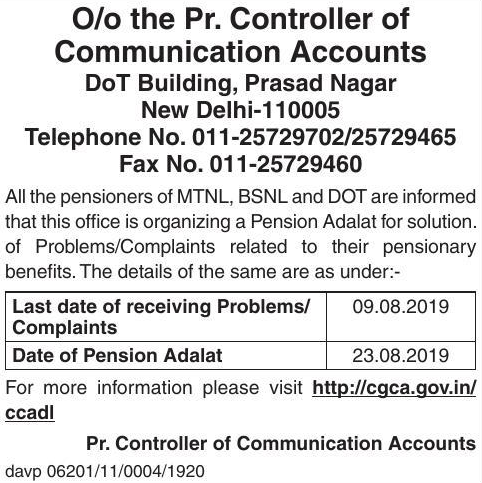 O/o the Pr. Controller of
Communication Accounts
DoT Building, Prasad Nagar
New Delhi-110005
Telephone No. 011-25729702/25729465
Fax No. 011-25729460
All the pensioners of MTNL, BSNL and DOT are informed
that this office is organizing a Pension Adalat for solution.
of Problems/Complaints related to their pensionary
benefits. The details of the same are as under:-
Last date of receiving Problems/ 09.08.2019
Complaints
Date of Pension Adalat 23.08.2019
For more information please visit http://cgca.gov.in/
ccadl
Pr. Controller of Communication Accounts
davp 06201/11/0004/1920